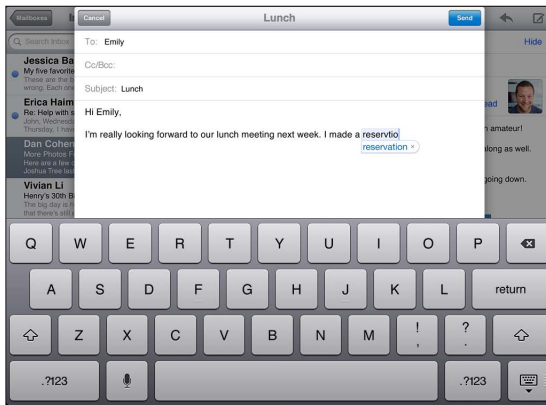 Mailboxes
Cancel
Lunch
Send
Search Inbox
To: Emily
Hide
Cc/Bcc:
Subject: Lunch
Hi Emily,
I'm really looking forward to our lunch meeting next week. I made a reservtio
reservation ×
Jessica Ba
My five favorite
These are the b
wrong. Each one
Erica Haim
Re: Help with s
John, Wednesda
Thursday, I have
Dan Cohen
More Photos F
Here are a few o
Joshua Tree last
Vivian Li
Henry's 30th B
The big day is h
that there's still
ead
n amateur!
along as well.
going down.
Q W E R T Y U I O P
A S D F G H J K L return
Z X C V B N M ! , ? .
.?123 .?123